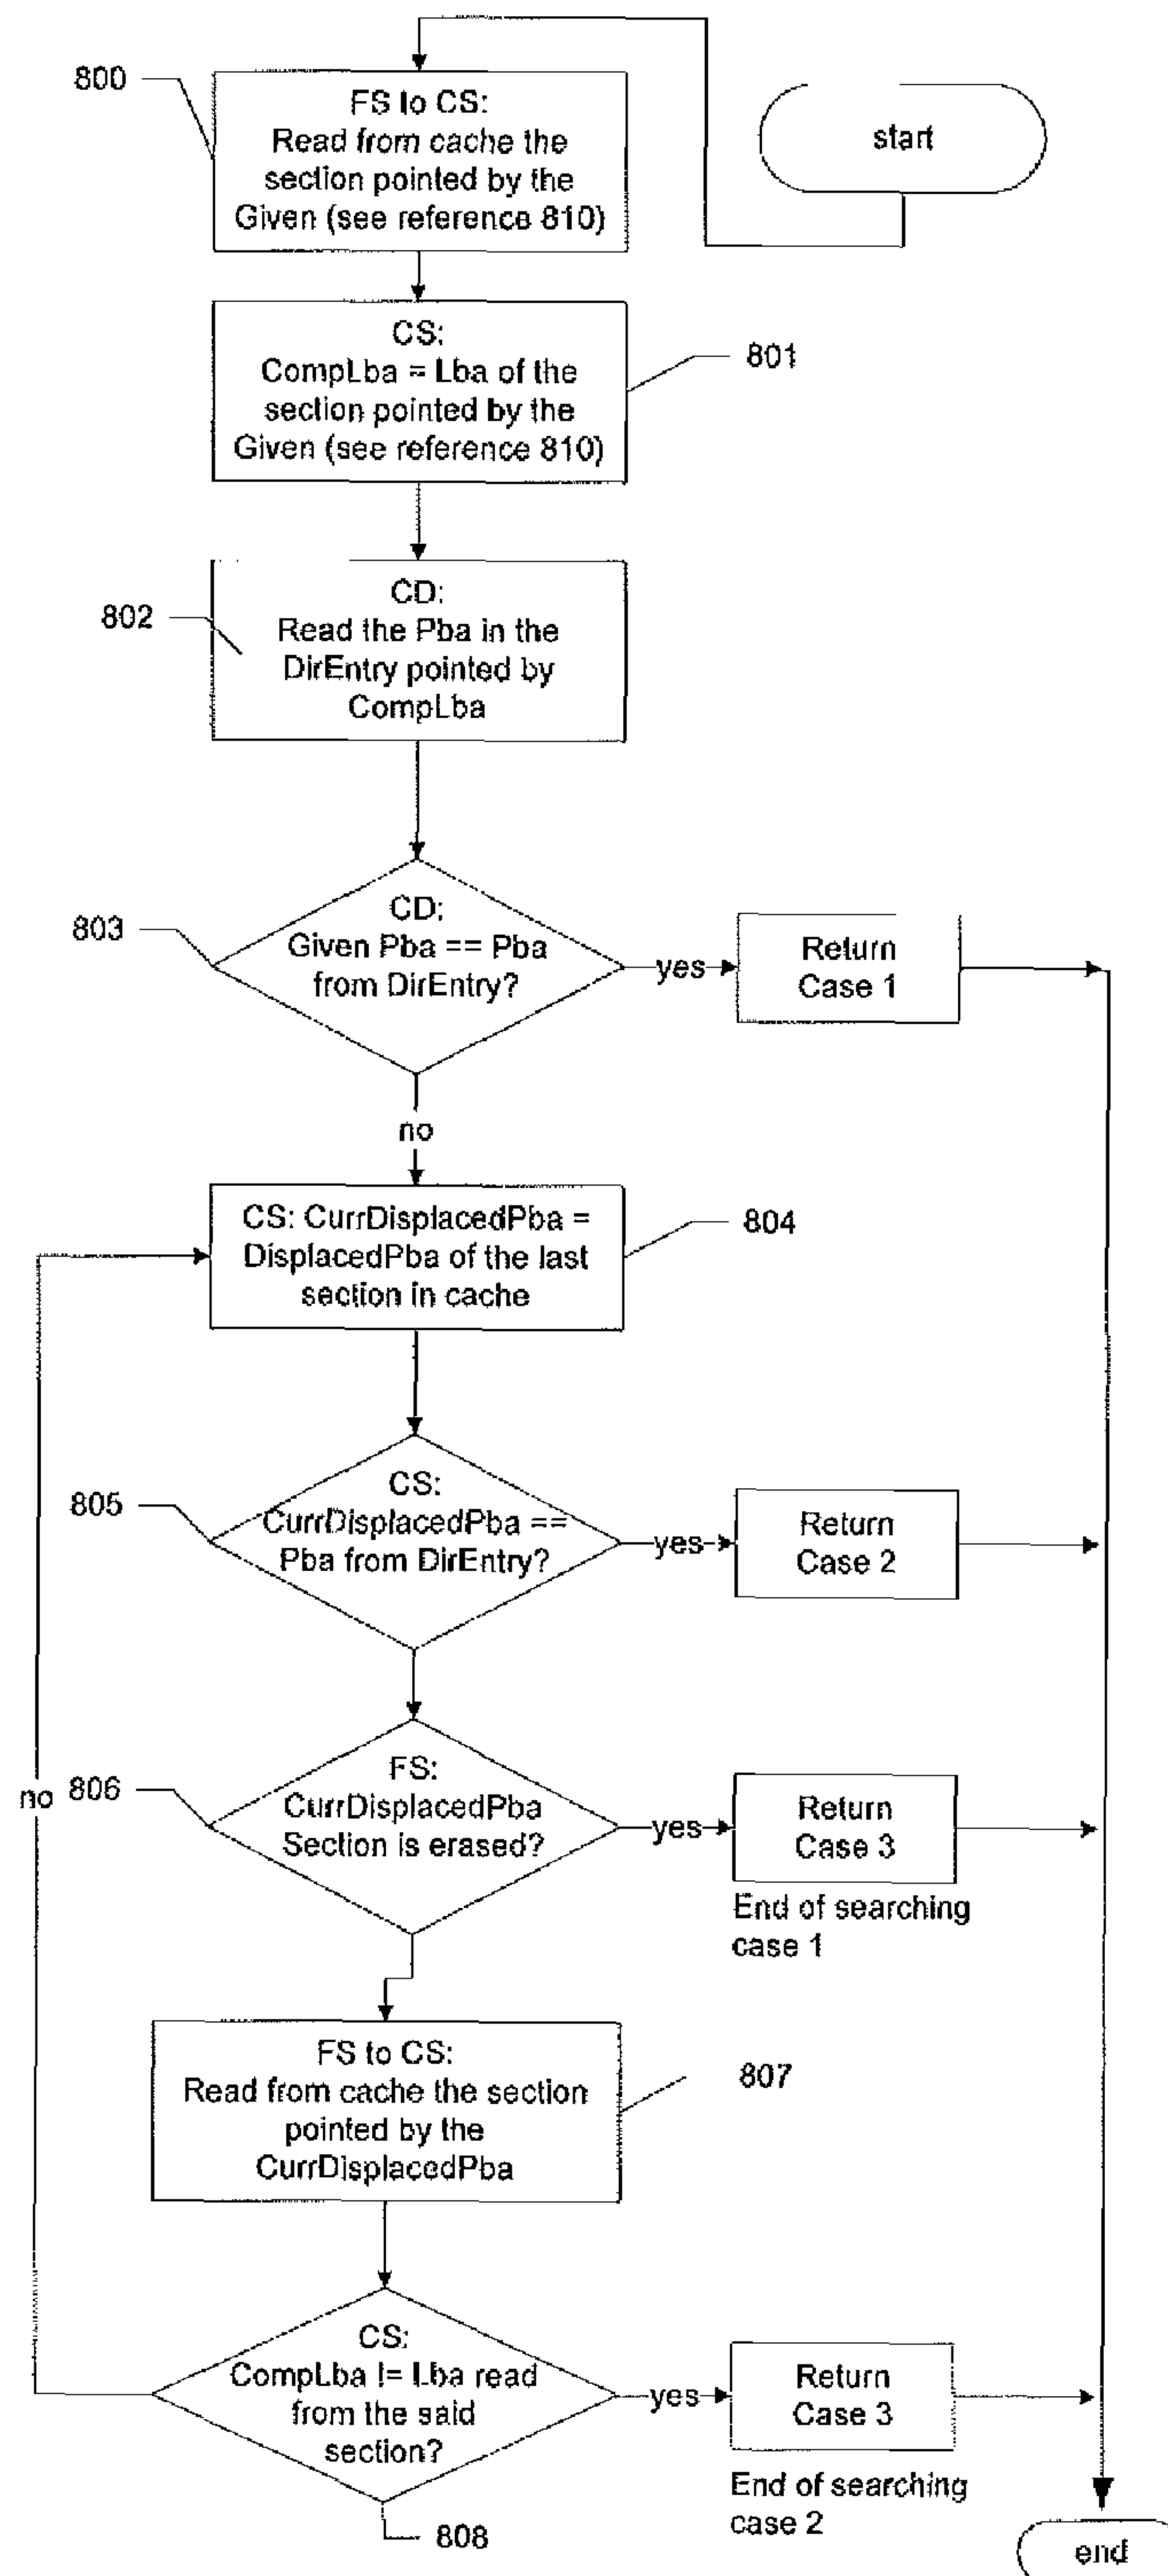 800
FS to CS:
Read from cache the
section pointed by the
Given (see reference 810)
start
CS:
CompLba = Lba of the
section pointed by the
Given (see reference 810)
801
802
CD:
Read the Pba in the
DirEntry pointed by
CompLba
803
CD:
Given Pba == Pba
from DirEntry?
yes
Return
Case 1
no
CS: CurrDisplacedPba =
DisplacedPba of the last
section in cache
804
805
CS:
CurrDisplacedPba ==
Pba from DirEntry?
yes
Return
Case 2
no
806
FS:
CurrDisplacedPba
Section is erased?
yes
Return
Case 3
End of searching
case 1
FS to CS:
Read from cache the section
pointed by the
CurrDisplacedPba
807
CS:
CompLba != Lba read
from the said
section?
yes
Return
Case 3
End of searching
case 2
808
end